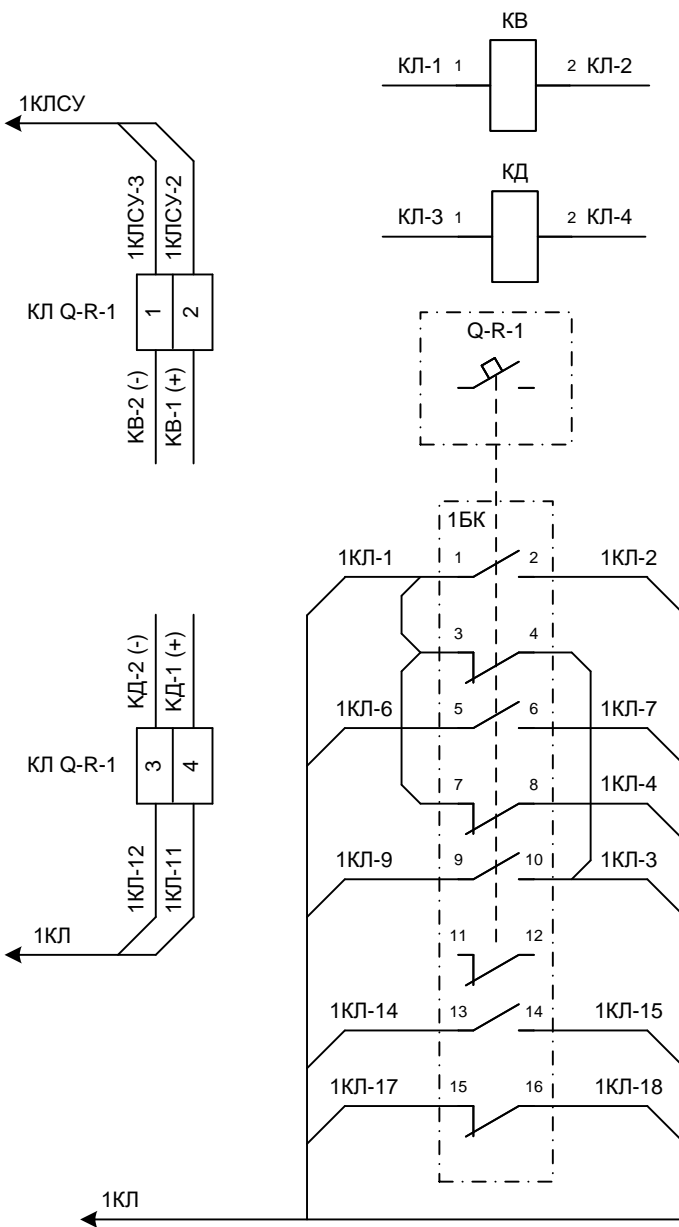 КВ
КЛ-1 1 2 КЛ-2
1КЛСУ
КД
КЛ-3 1 2 КЛ-4
1КЛСУ-3
1КЛСУ-2
КЛ Q-R-1 1 2
КВ-2 (-)
КВ-1 (+)
Q-R-1
1БК
1КЛ-1 1 2 1КЛ-2
3 4
1КЛ-6 5 6 1КЛ-7
7 8 1КЛ-4
1КЛ-9 9 10 1КЛ-3
11 12
1КЛ-14 13 14 1КЛ-15
1КЛ-17 15 16 1КЛ-18
КД-2 (-)
КД-1 (+)
КЛ Q-R-1 3 4
1КЛ-12
1КЛ-11
1КЛ
1КЛ